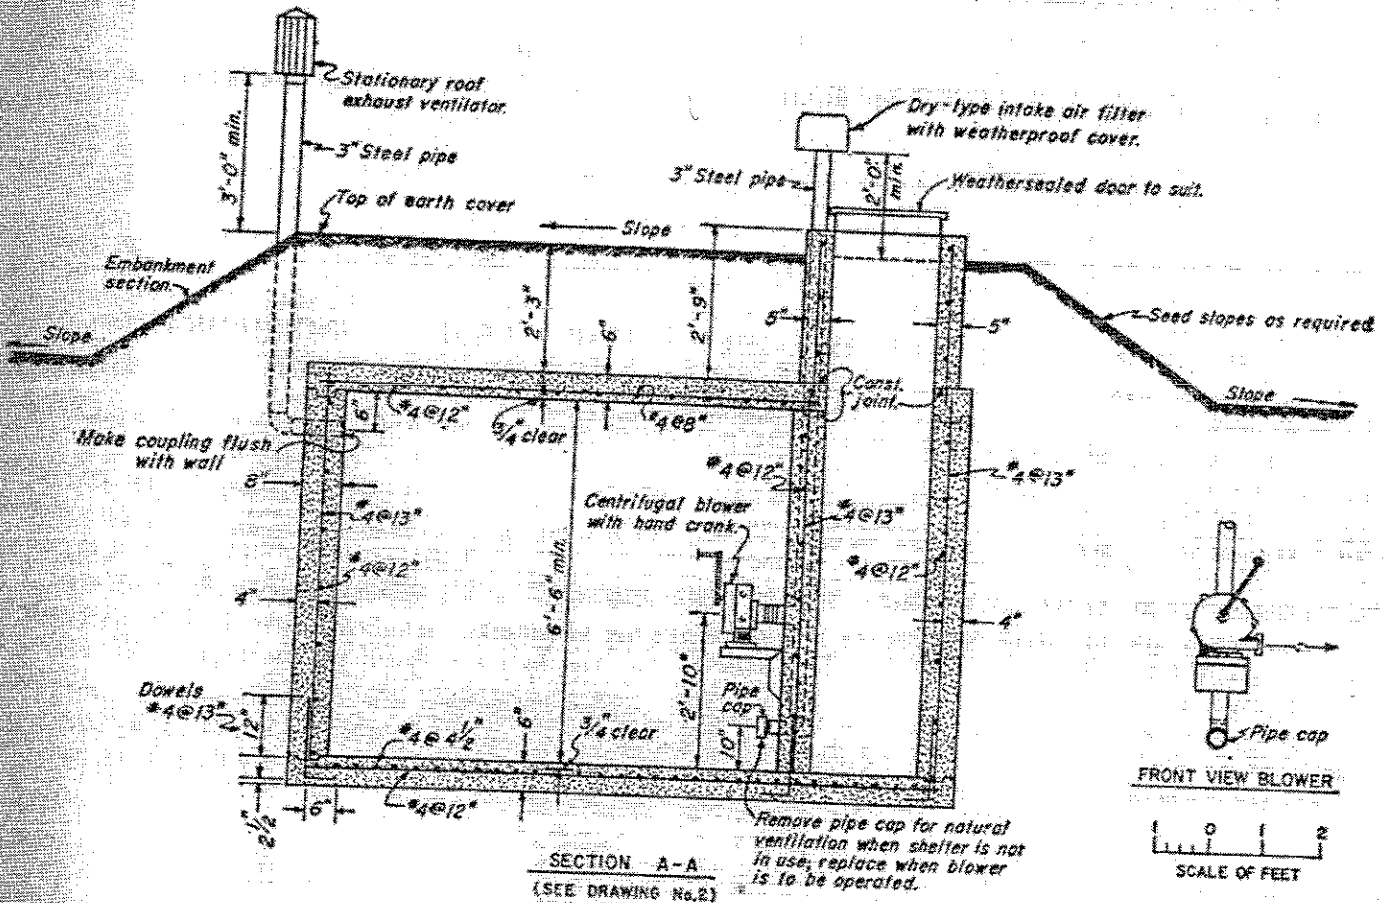 Stationary roof
exhaust ventilator.
3'-0" min.
3" Steel pipe
Top of earth cover
Dry-type intake air filter
with weatherproof cover.
3" Steel pipe
2'-0"
min.
Weathersealed door to suit.
Slope
Embankment
section.
Slope
2'-3"
6"
2'-9"
5"
5"
Seed slopes as required.
Slope
Const.
joint.
6"
#4@12"
3/4" clear
#4@8"
Make coupling flush
with wall
#4@12"
#4@13"
#4@13"
#4@13"
Centrifugal blower
with hand crank.
#4@12"
#4@12"
6'-6" min.
4"
4"
2'-10"
Dowels
#4@13"
12"
Pipe
cap
10"
#4@4 1/2"
6"
3/4" clear
Pipe cap
FRONT VIEW BLOWER
6"
2 1/2"
#4@12"
Remove pipe cap for natural
ventilation when shelter is not
in use; replace when blower
is to be operated.
SECTION A-A
(SEE DRAWING No.2)
1 0 1 2
SCALE OF FEET